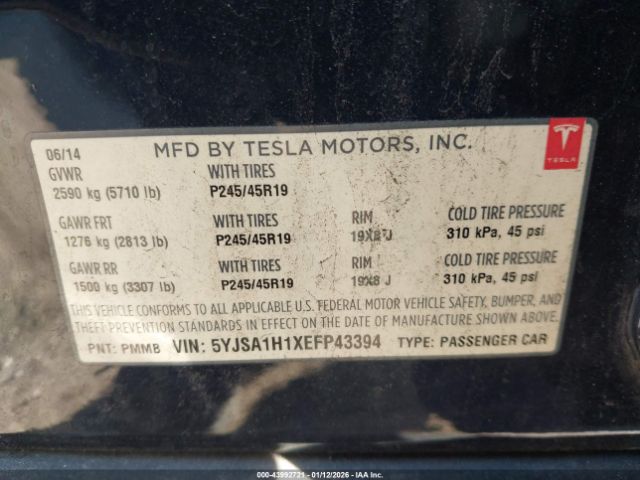 06/14 MFD BY TESLA MOTORS, INC.
TESLA
GVWR WITH TIRES
2590 kg (5710 lb) P245/45R19
GAWR FRT WITH TIRES RIM COLD TIRE PRESSURE
1276 kg (2813 lb) P245/45R19 19X8 J 310 kPa, 45 psi
GAWR RR WITH TIRES RIM COLD TIRE PRESSURE
1500 kg (3307 lb) P245/45R19 19X8 J 310 kPa, 45 psi
THIS VEHICLE CONFORMS TO ALL APPLICABLE U.S. FEDERAL MOTOR VEHICLE SAFETY, BUMPER, AND
THEFT PREVENTION STANDARDS IN EFFECT ON THE DATE OF MANUFACTURE SHOWN ABOVE.
PNT: PMMB VIN: 5YJSA1H1XEFP43394 TYPE: PASSENGER CAR
000-43992721 - 01/12/2026 - IAA Inc.